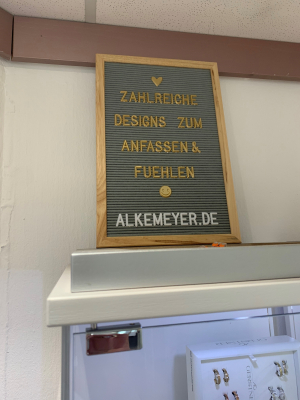 ZAHLREICHE
DESIGNS ZUM
ANFASSEN &
FUEHLEN
ALKEMEYER.DE